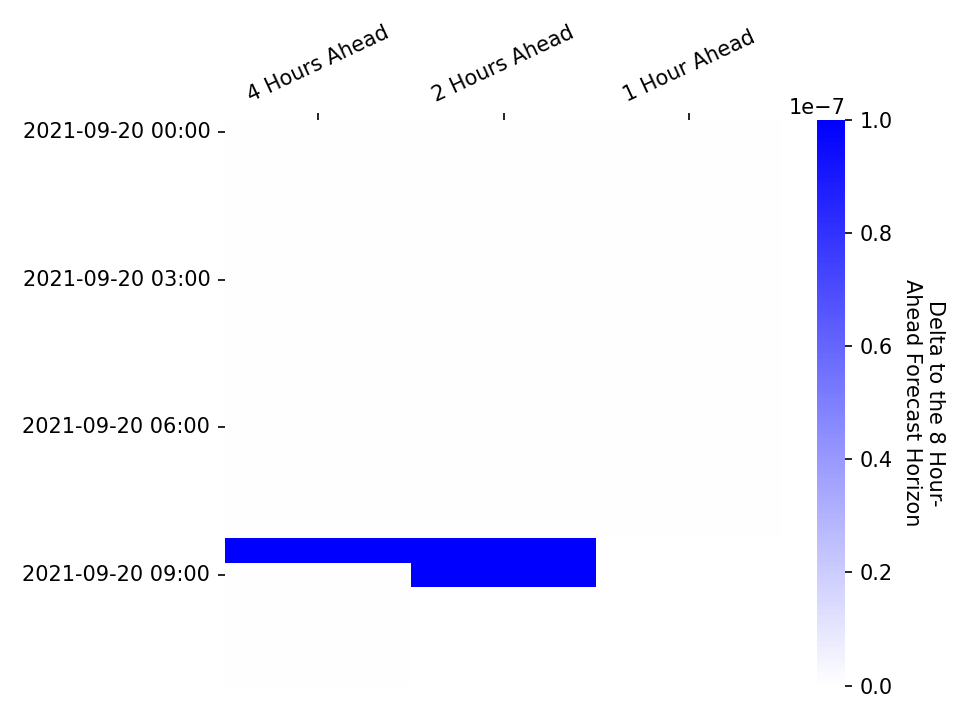 4 Hours Ahead
2 Hours Ahead
1 Hour Ahead
1e−7
2021-09-20 00:00
2021-09-20 03:00
2021-09-20 06:00
2021-09-20 09:00
1.0
0.8
0.6
0.4
0.2
0.0
Delta to the 8 Hour-
Ahead Forecast Horizon